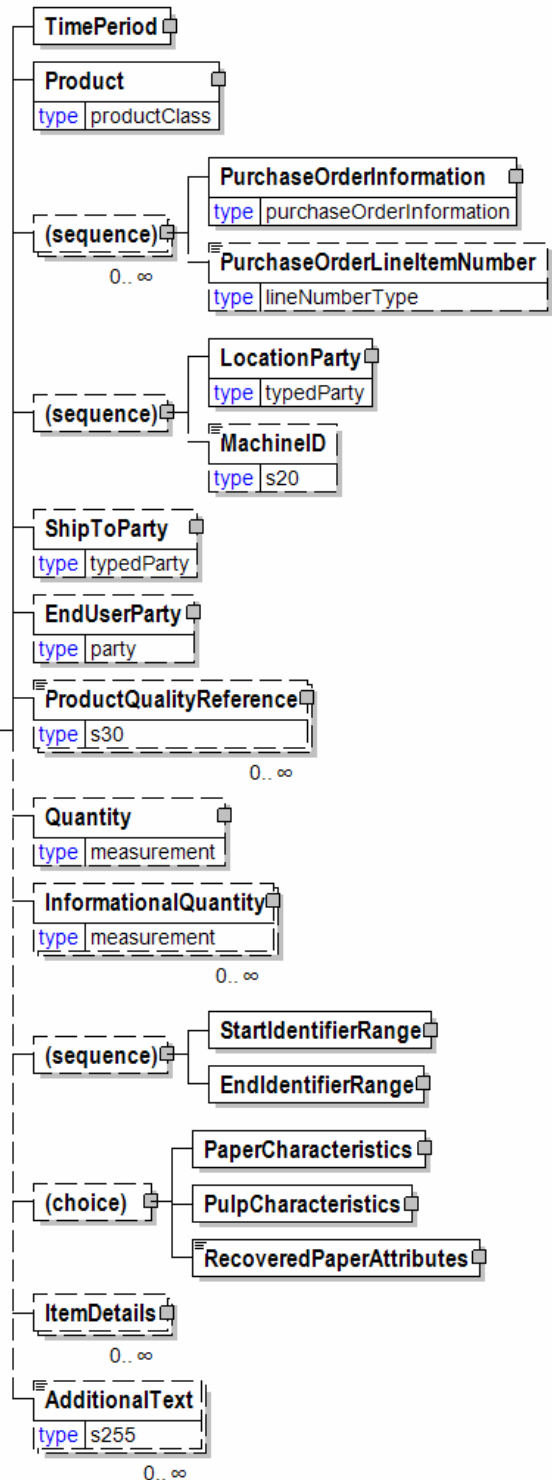 TimePeriod
Product
type productClass
(sequence)
0.. ∞
PurchaseOrderInformation
type purchaseOrderInformation
PurchaseOrderLineItemNumber
type lineNumberType
(sequence)
LocationParty
type typedParty
MachineID
type s20
ShipToParty
type typedParty
EndUserParty
type party
ProductQualityReference
type s30
0.. ∞
Quantity
type measurement
InformationalQuantity
type measurement
0.. ∞
(sequence)
StartIdentifierRange
EndIdentifierRange
(choice)
PaperCharacteristics
PulpCharacteristics
RecoveredPaperAttributes
ItemDetails
0.. ∞
AdditionalText
type s255
0.. ∞